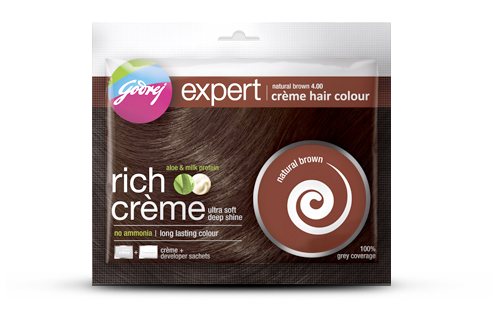 Godrej
expert
natural brown 4.00
crème hair colour
aloe & milk protein
rich
crème
ultra soft
deep shine
no ammonia | long lasting colour
crème +
developer sachets
natural brown
100%
grey coverage